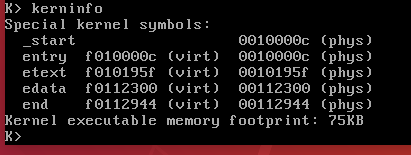 K> kerninfo
Special kernel symbols:
  _start                  0010000c (phys)
  entry  f010000c (virt)  0010000c (phys)
  etext  f010195f (virt)  0010195f (phys)
  edata  f0112300 (virt)  00112300 (phys)
  end    f0112944 (virt)  00112944 (phys)
Kernel executable memory footprint: 75KB
K>